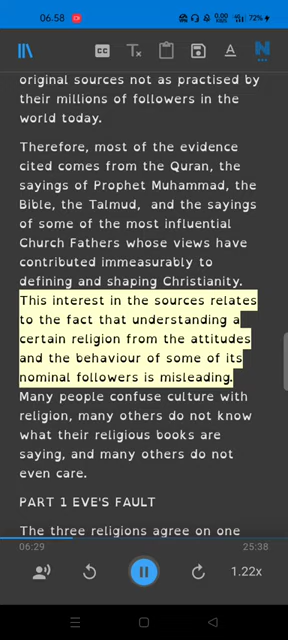 06.58
0.00
KB/s
4G
72%
CC
T
A
original sources not as practised by
their millions of followers in the
world today.
Therefore, most of the evidence
cited comes from the Quran, the
sayings of Prophet Muhammad, the
Bible, the Talmud, and the sayings
of some of the most influential
Church Fathers whose views have
contributed immeasurably to
defining and shaping Christianity.
This interest in the sources relates
to the fact that understanding a
certain religion from the attitudes
and the behaviour of some of its
nominal followers is misleading.
Many people confuse culture with
religion, many others do not know
what their religious books are
saying, and many others do not
even care.
PART 1 EVE'S FAULT
The three religions agree on one
06:29
25:38
1.22x